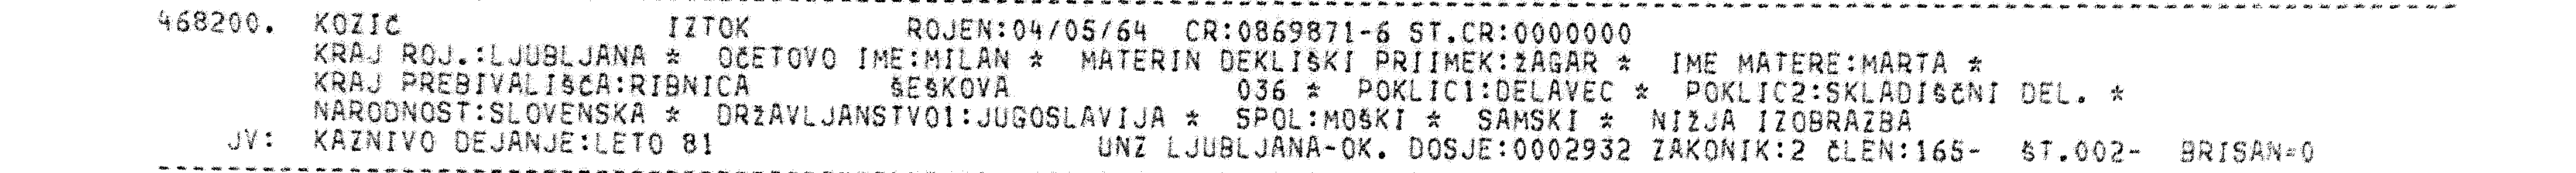 468200. KOZIČ IZTOK ROJEN:04/05/64 CR:0869871-6 ST.CR:0000000
KRAJ ROJ.:LJUBLJANA * OČETOVO IME:MILAN * MATERIN DEKLIŠKI PRIIMEK:ŽAGAR * IME MATERE:MARTA *
KRAJ PREBIVALIŠČA:RIBNICA ŠEŠKOVA 036 * POKLIC1:DELAVEC * POKLIC2:SKLADIŠČNI DEL. *
NARODNOST:SLOVENSKA * DRŽAVLJANSTVO1:JUGOSLAVIJA * SPOL:MOŠKI * SAMSKI * NIŽJA IZOBRAZBA
JV: KAZNIVO DEJANJE:LETO 81 UNZ LJUBLJANA-OK. DOSJE:0002932 ZAKONIK:2 ČLEN:165- ŠT.002- BRISAN=0